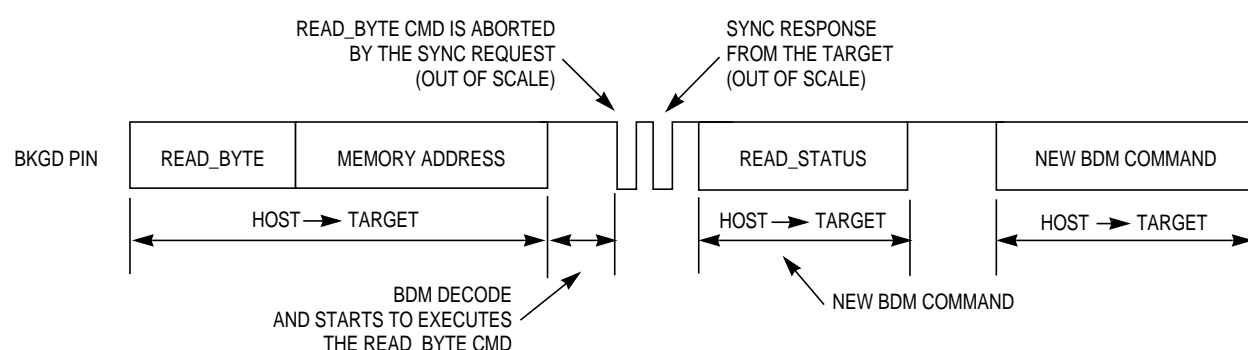 READ_BYTE CMD IS ABORTED
BY THE SYNC REQUEST
(OUT OF SCALE)
SYNC RESPONSE
FROM THE TARGET
(OUT OF SCALE)
BKGD PIN
READ_BYTE
MEMORY ADDRESS
READ_STATUS
NEW BDM COMMAND
HOST TARGET
HOST TARGET
HOST TARGET
BDM DECODE
AND STARTS TO EXECUTES
THE READ_BYTE CMD
NEW BDM COMMAND